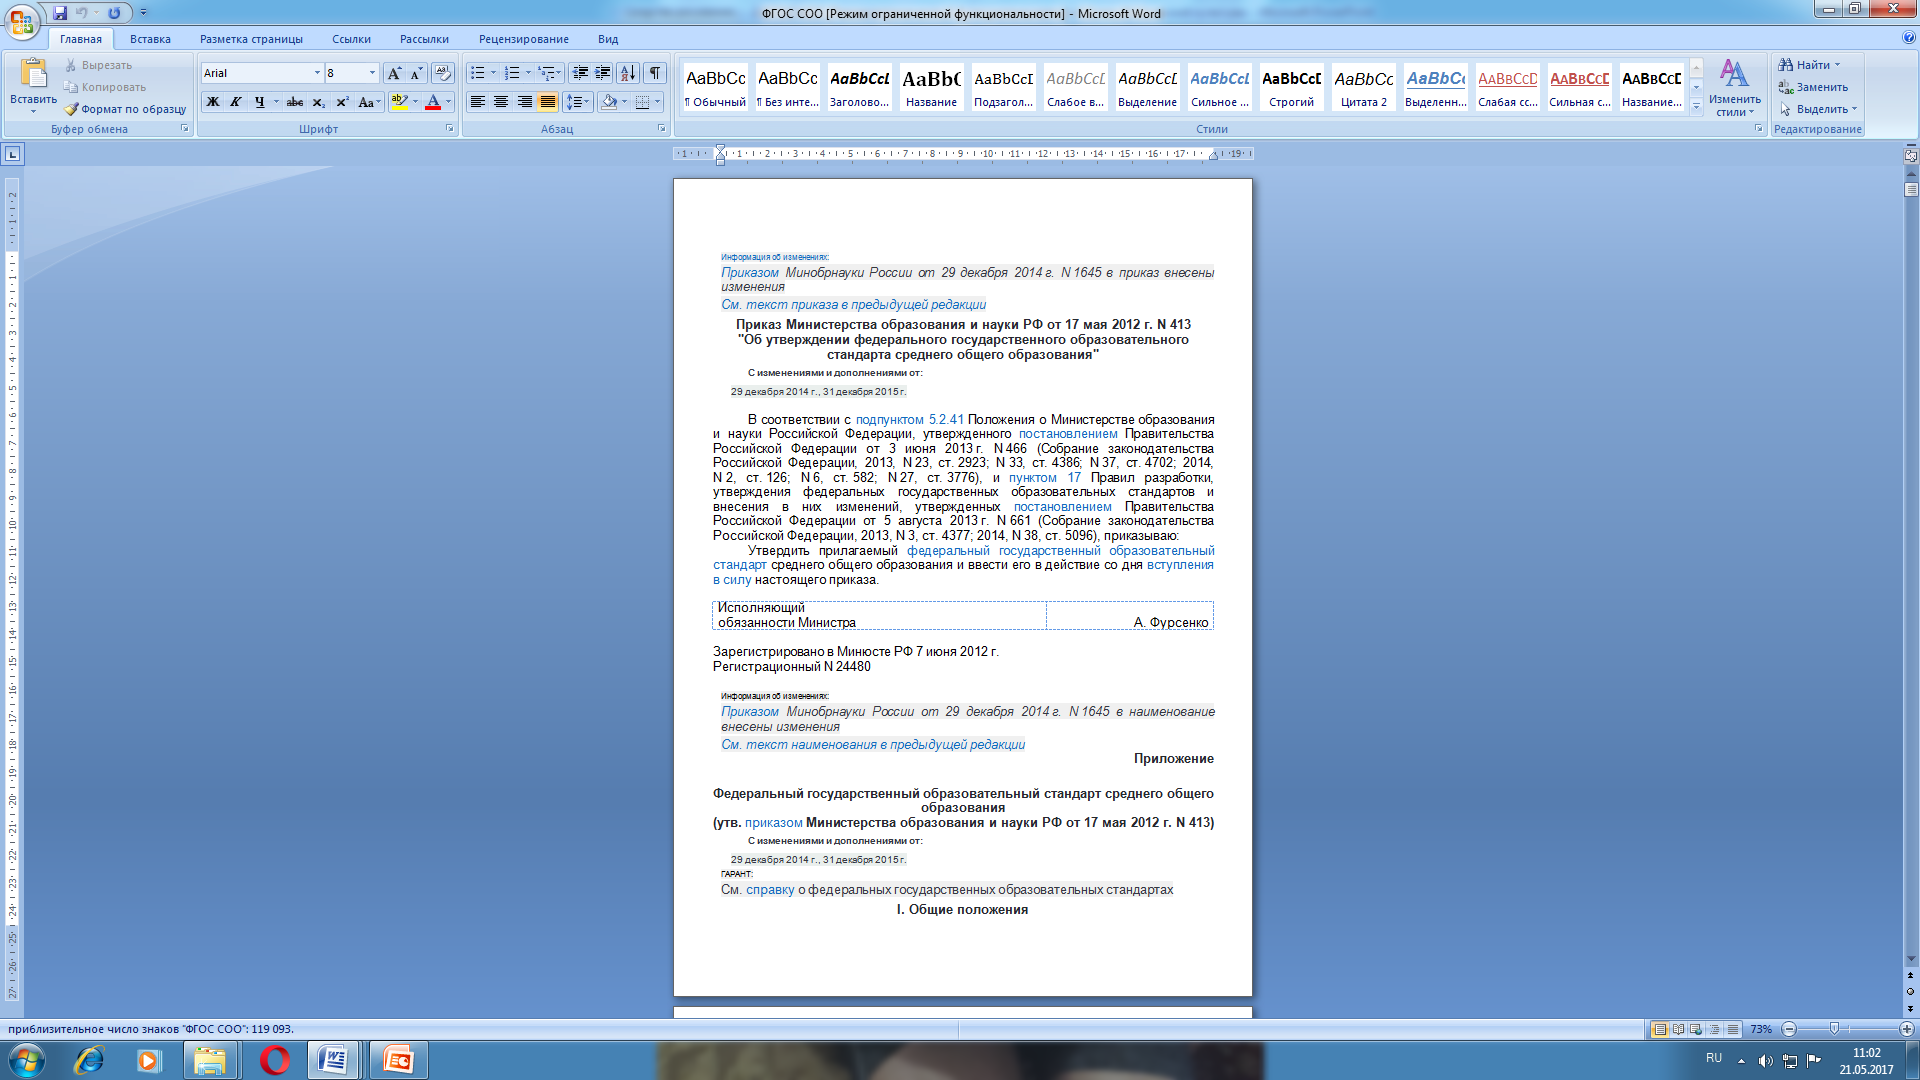 ФГОС СОО [Режим ограниченной функциональности] - Microsoft Word
Главная
Вставка
Разметка страницы
Ссылки
Рассылки
Рецензирование
Вид
Вставить
Вырезать
Копировать
Формат по образцу
Буфер обмена
Arial
8
Шрифт
Абзац
¶ Обычный
¶ Без инте...
Заголово...
Название
Подзагол...
Слабое в...
Выделение
Сильное ...
Строгий
Цитата 2
Выделенн...
Слабая сс...
Сильная с...
Название...
Изменить стили
Стили
Найти
Заменить
Выделить
Редактирование
Информация об изменениях:
Приказом Минобрнауки России от 29 декабря 2014 г. N 1645 в приказ внесены
изменения
См. текст приказа в предыдущей редакции
Приказ Министерства образования и науки РФ от 17 мая 2012 г. N 413
"Об утверждении федерального государственного образовательного
стандарта среднего общего образования"
С изменениями и дополнениями от:
29 декабря 2014 г., 31 декабря 2015 г.
В соответствии с подпунктом 5.2.41 Положения о Министерстве образования
и науки Российской Федерации, утвержденного постановлением Правительства
Российской Федерации от 3 июня 2013 г. N 466 (Собрание законодательства
Российской Федерации, 2013, N 23, ст. 2923; N 33, ст. 4386; N 37, ст. 4702; 2014,
N 2, ст. 126; N 6, ст. 582; N 27, ст. 3776), и пунктом 17 Правил разработки,
утверждения федеральных государственных образовательных стандартов и
внесения в них изменений, утвержденных постановлением Правительства
Российской Федерации от 5 августа 2013 г. N 661 (Собрание законодательства
Российской Федерации, 2013, N 3, ст. 4377; 2014, N 38, ст. 5096), приказываю:
Утвердить прилагаемый федеральный государственный образовательный
стандарт среднего общего образования и ввести его в действие со дня вступления
в силу настоящего приказа.
Исполняющий
обязанности Министра А. Фурсенко
Зарегистрировано в Минюсте РФ 7 июня 2012 г.
Регистрационный N 24480
Информация об изменениях:
Приказом Минобрнауки России от 29 декабря 2014 г. N 1645 в наименование
внесены изменения
См. текст наименования в предыдущей редакции
Приложение
Федеральный государственный образовательный стандарт среднего общего
образования
(утв. приказом Министерства образования и науки РФ от 17 мая 2012 г. N 413)
С изменениями и дополнениями от:
29 декабря 2014 г., 31 декабря 2015 г.
ГАРАНТ:
См. справку о федеральных государственных образовательных стандартах
I. Общие положения
приблизительное число знаков "ФГОС СОО": 119 093.
73%
RU
11:02
21.05.2017